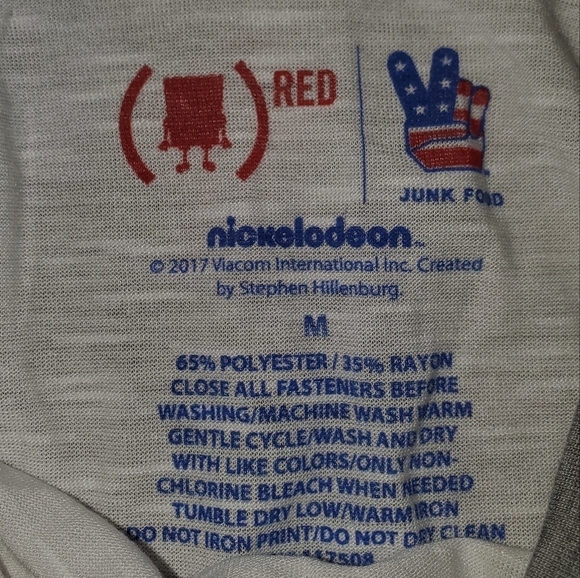 ( ) RED
JUNK FOOD
nickelodeon™
© 2017 Viacom International Inc. Created
by Stephen Hillenburg.
M
65% POLYESTER / 35% RAYON
CLOSE ALL FASTENERS BEFORE
WASHING/MACHINE WASH WARM
GENTLE CYCLE/WASH AND DRY
WITH LIKE COLORS/ONLY NON-
CHLORINE BLEACH WHEN NEEDED
TUMBLE DRY LOW/WARM IRON
DO NOT IRON PRINT/DO NOT DRY CLEAN